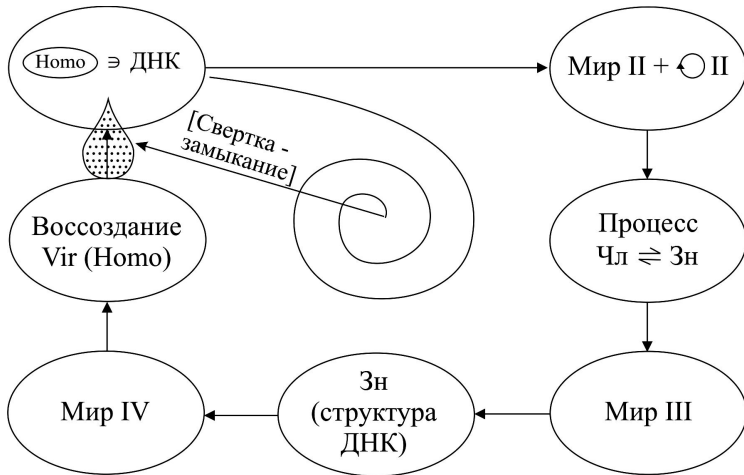 Homo ∍ ДНК
Мир II + ↺ II
[Свертка -
замыкание]
Воссоздание
Vir (Homo)
Процесс
Чл ⇌ Зн
Мир IV
Зн
(структура
ДНК)
Мир III